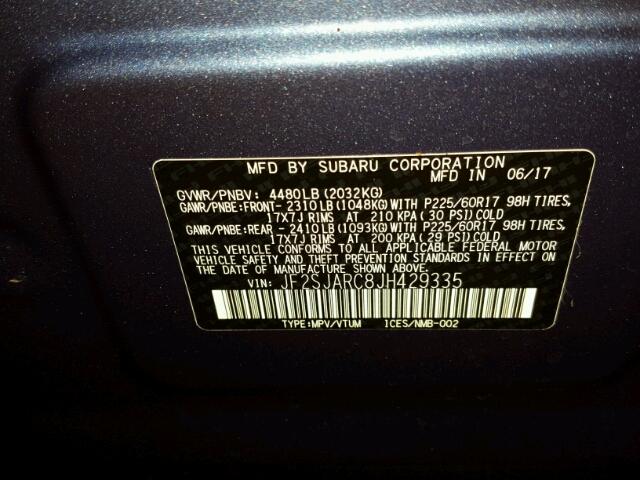 MFD BY SUBARU CORPORATION
MFD IN 06/17
GVWR/PNBV: 4480LB (2032KG)
GAWR/PNBE:FRONT- 2310LB (1048KG) WITH P225/60R17 98H TIRES,
17X7J RIMS AT 210 KPA (30 PSI) COLD
GAWR/PNBE:REAR -2410LB (1093KG) WITH P225/60R17 98H TIRES,
17X7J RIMS AT 200 KPA (29 PSI) COLD
THIS VEHICLE CONFORMS TO ALL APPLICABLE FEDERAL MOTOR
VEHICLE SAFETY AND THEFT PREVENTION STANDARDS IN EFFECT
ON THE DATE OF MANUFACTURE SHOWN ABOVE.
VIN: JF2SJARC8JH429335
TYPE:MPV/VTUM ICES/NMB-002